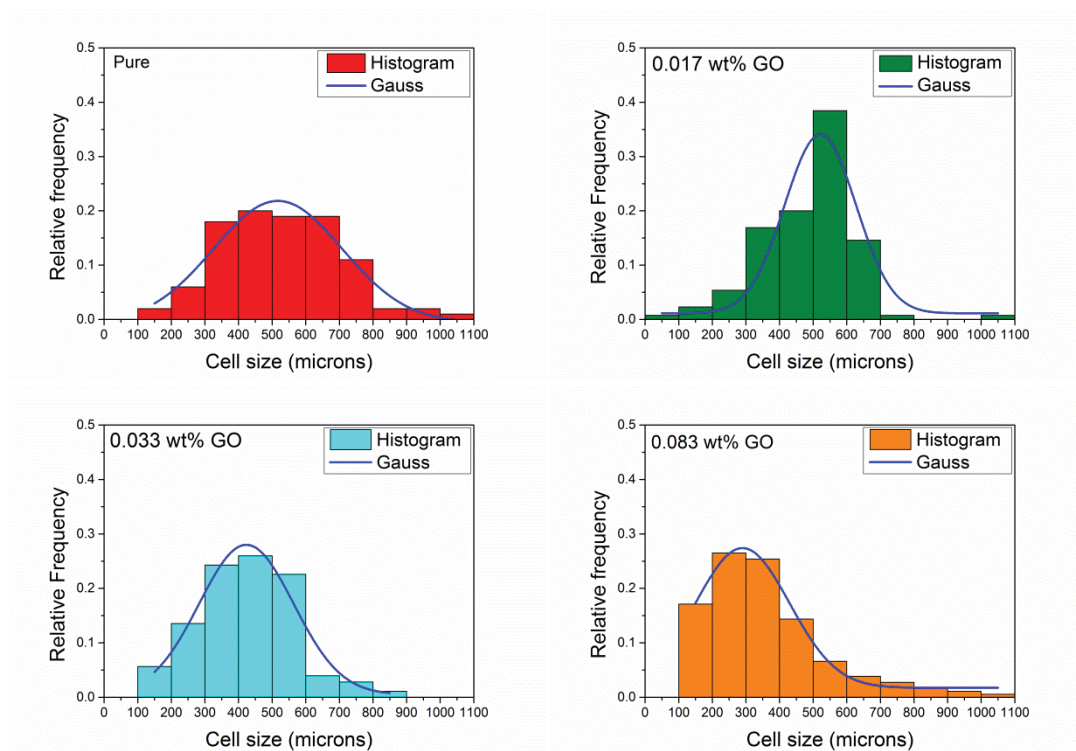 Pure
Histogram
Gauss
0.5
0.4
0.3
0.2
0.1
0.0
Relative frequency
0 100 200 300 400 500 600 700 800 900 1000 1100
Cell size (microns)
0.017 wt% GO
Histogram
Gauss
0.5
0.4
0.3
0.2
0.1
0.0
Relative Frequency
0 100 200 300 400 500 600 700 800 900 1000 1100
Cell size (microns)
0.033 wt% GO
Histogram
Gauss
0.5
0.4
0.3
0.2
0.1
0.0
Relative Frequency
0 100 200 300 400 500 600 700 800 900 1000 1100
Cell size (microns)
0.083 wt% GO
Histogram
Gauss
0.5
0.4
0.3
0.2
0.1
0.0
Relative frequency
0 100 200 300 400 500 600 700 800 900 1000 1100
Cell size (microns)